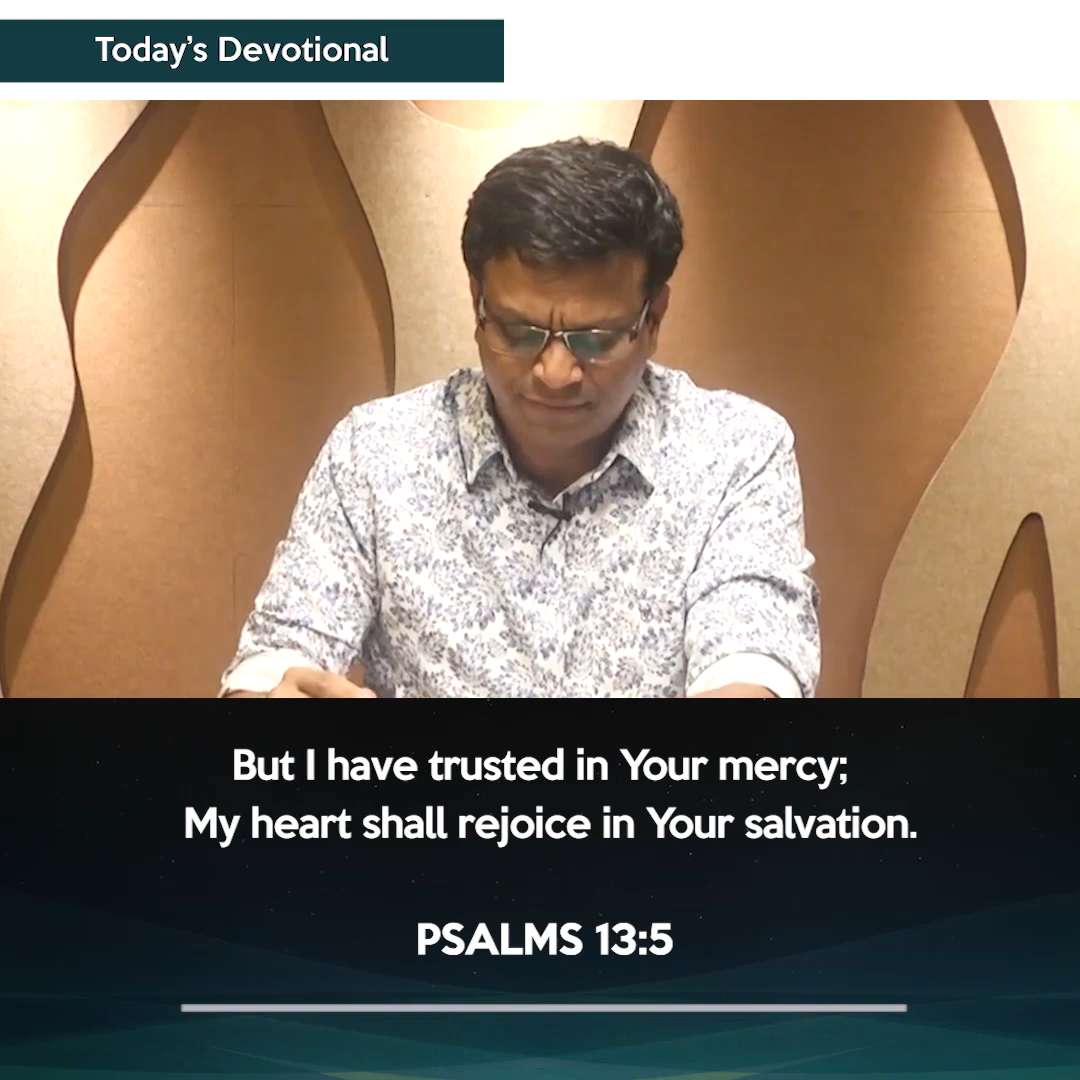 Today's Devotional
But I have trusted in Your mercy;
My heart shall rejoice in Your salvation.
PSALMS 13:5